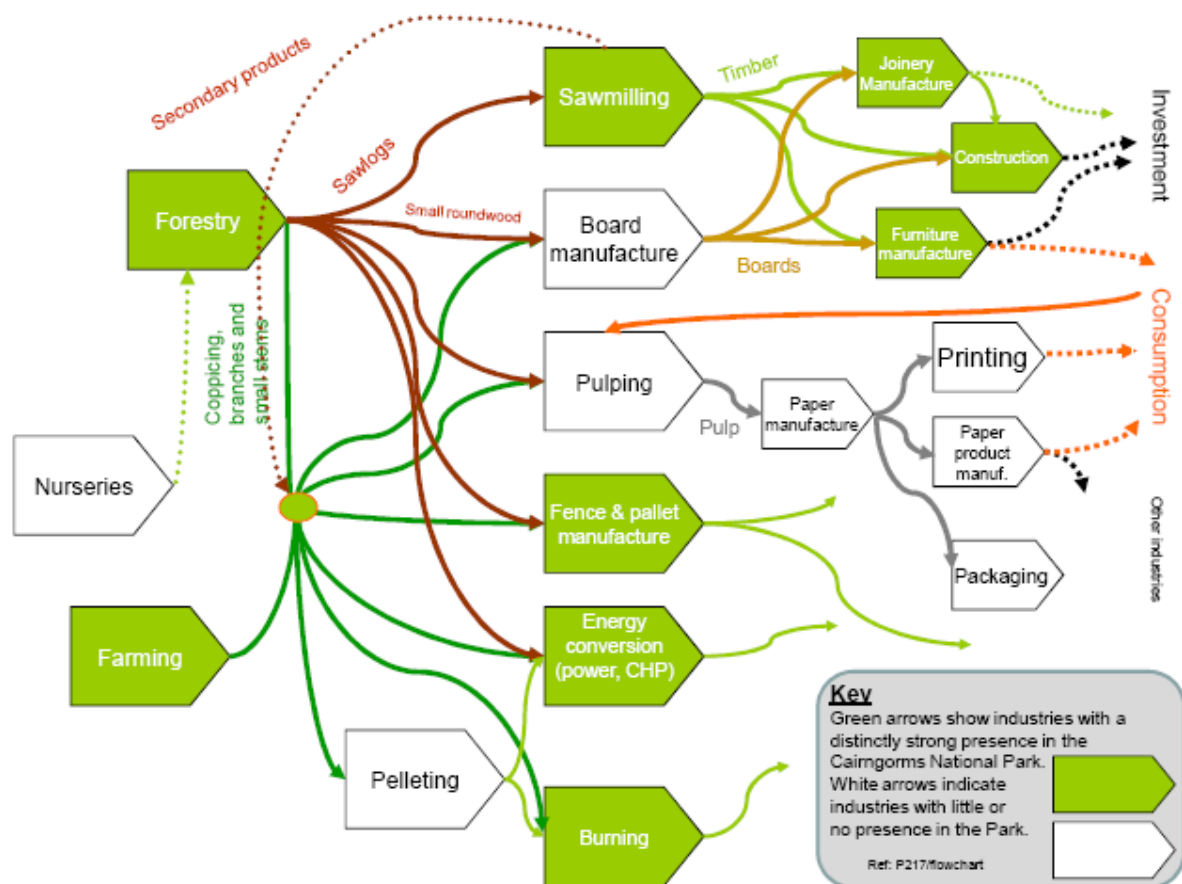 Secondary products
Sawlogs
Small roundwood
Forestry
Coppicing,
branches and
small stems
Nurseries
Farming
Pelleting
Sawmilling
Board
manufacture
Pulping
Fence & pallet
manufacture
Energy
conversion
(power, CHP)
Burning
Timber
Boards
Pulp
Joinery
Manufacture
Construction
Furniture
manufacture
Paper
manufacture
Printing
Paper
product
manuf.
Packaging
Investment
Consumption
Other industries
Key
Green arrows show industries with a
distinctly strong presence in the
Cairngorms National Park.
White arrows indicate
industries with little or
no presence in the Park.
Ref: P217/flowchart